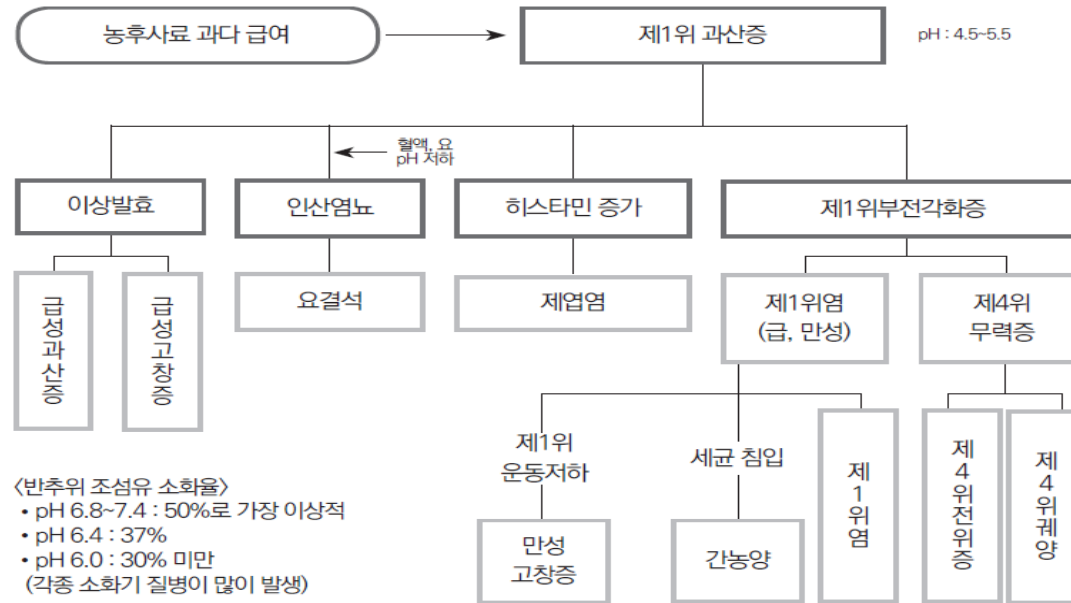 농후사료 과다 급여
제1위 과산증
pH : 4.5~5.5
혈액, 요
pH 저하
이상발효
인산염뇨
히스타민 증가
제1위부전각화증
급성과산증
급성고창증
요결석
제엽염
제1위염
(급, 만성)
제4위
무력증
제1위
운동저하
세균 침입
제1위염
제4위전위증
제4위궤양
만성
고창증
간농양
<반추위 조섬유 소화율>
• pH 6.8~7.4 : 50%로 가장 이상적
• pH 6.4 : 37%
• pH 6.0 : 30% 미만
(각종 소화기 질병이 많이 발생)